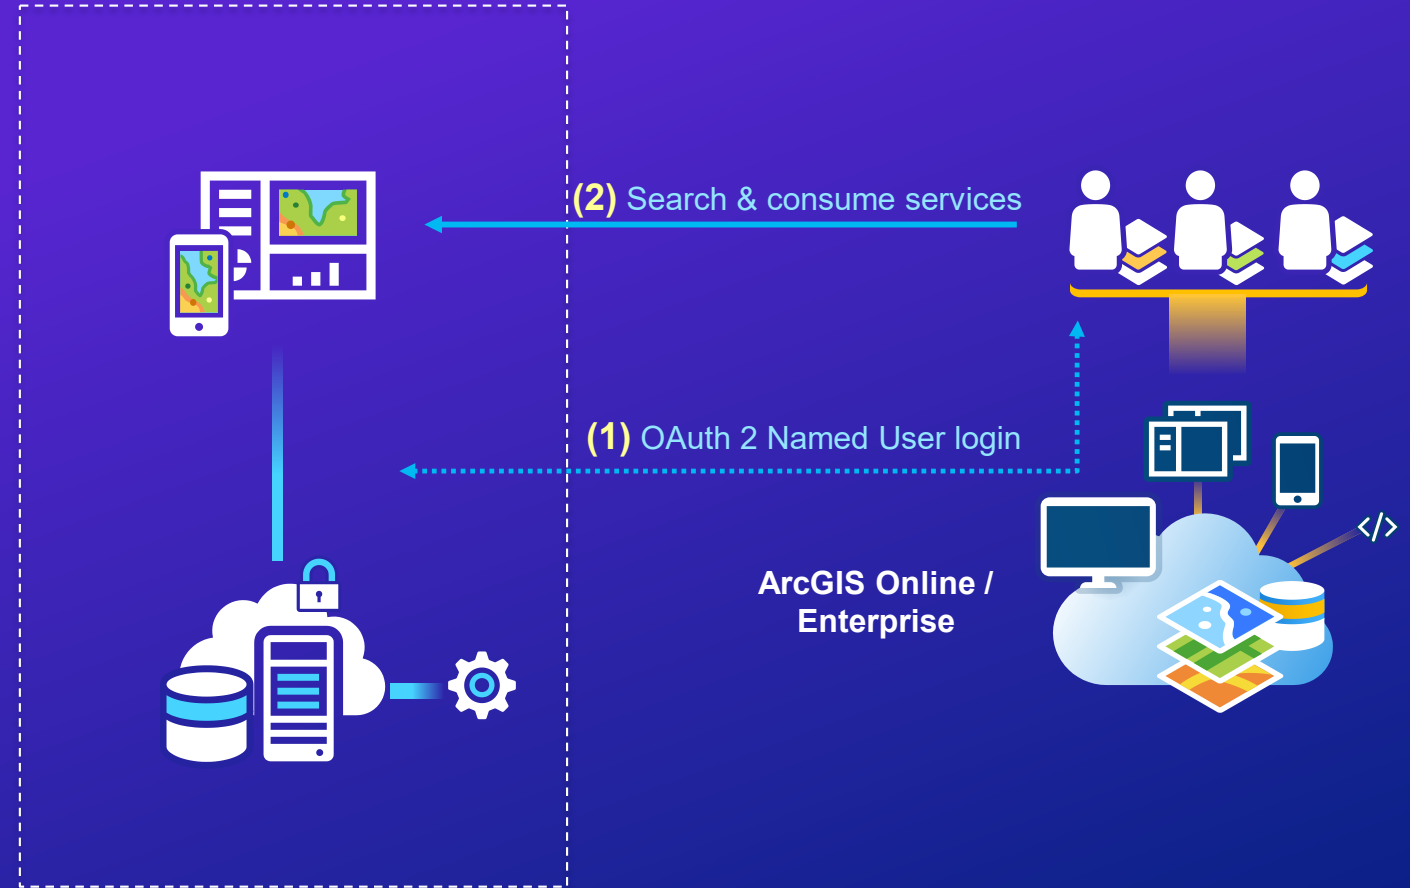 (2) Search & consume services
(1) OAuth 2 Named User login
</>
ArcGIS Online /
Enterprise